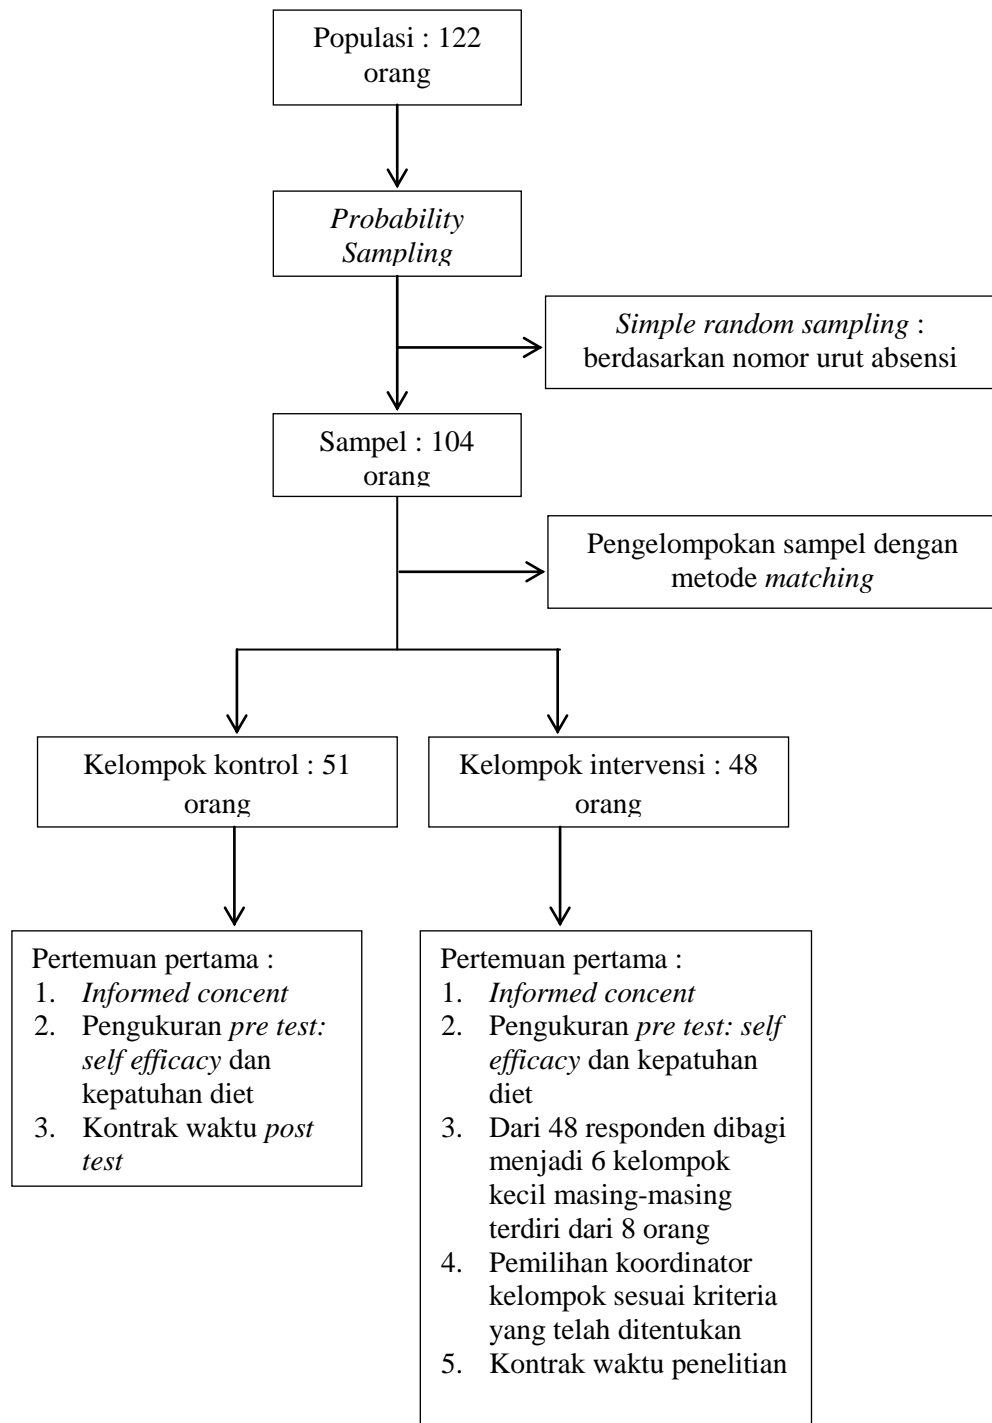 Populasi : 122
orang
Probability
Sampling
Simple random sampling :
berdasarkan nomor urut absensi
Sampel : 104
orang
Pengelompokan sampel dengan
metode matching
Kelompok kontrol : 51
orang
Kelompok intervensi : 48
orang
Pertemuan pertama :
1. Informed concent
2. Pengukuran pre test:
self efficacy dan
kepatuhan diet
3. Kontrak waktu post
test
Pertemuan pertama :
1. Informed concent
2. Pengukuran pre test: self
efficacy dan kepatuhan
diet
3. Dari 48 responden dibagi
menjadi 6 kelompok
kecil masing-masing
terdiri dari 8 orang
4. Pemilihan koordinator
kelompok sesuai kriteria
yang telah ditentukan
5. Kontrak waktu penelitian